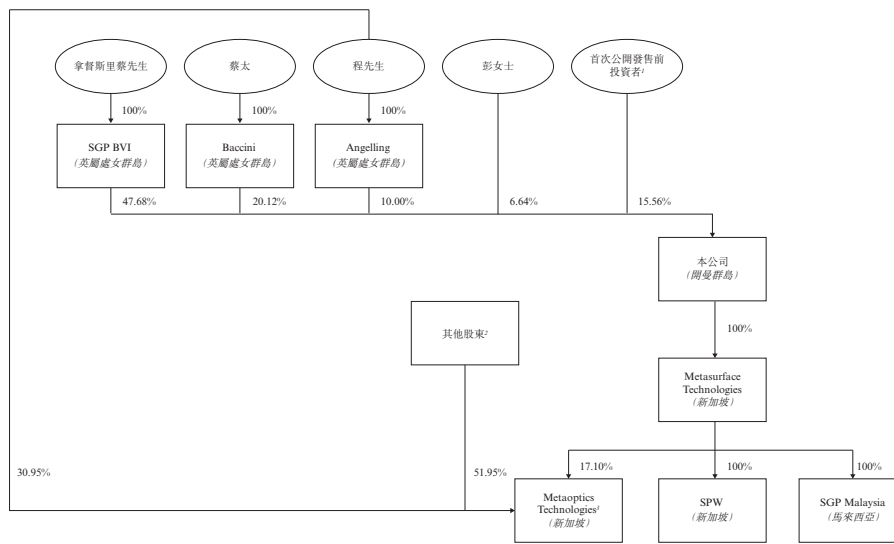 拿督斯里蔡先生
蔡太
程先生
彭女士
首次公開發售前
投資者1
100%
100%
100%
SGP BVI
(英屬處女群島)
Baccini
(英屬處女群島)
Angelling
(英屬處女群島)
47.68%
20.12%
10.00%
6.64%
15.56%
本公司
(開曼群島)
其他股東2
100%
Metasurface
Technologies
(新加坡)
30.95%
51.95%
17.10%
100%
100%
Metaoptics
Technologies3
(新加坡)
SPW
(新加坡)
SGP Malaysia
(馬來西亞)